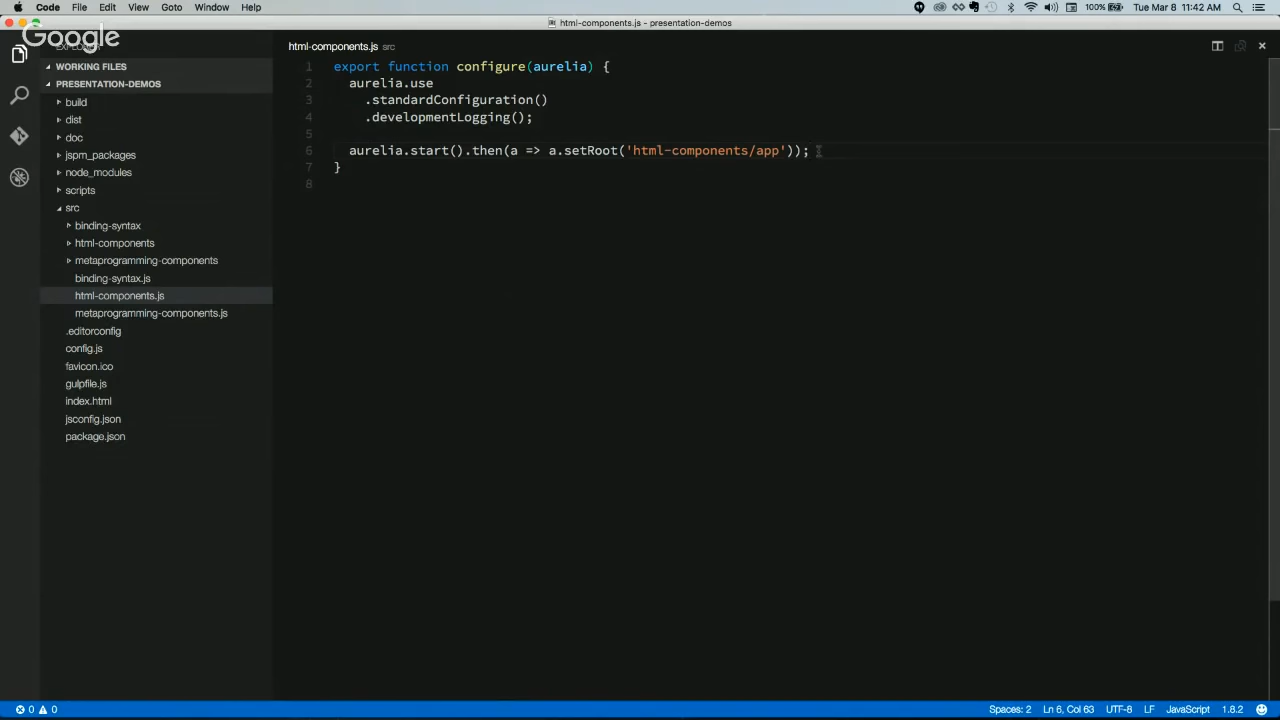 Code File Edit View Goto Window Help
100% Tue Mar 8 11:42 AM
html-components.js - presentation-demos
Google
html-components.js src
WORKING FILES
PRESENTATION-DEMOS
build
dist
doc
jspm_packages
node_modules
scripts
src
binding-syntax
html-components
metaprogramming-components
binding-syntax.js
html-components.js
metaprogramming-components.js
.editorconfig
config.js
favicon.ico
gulpfile.js
index.html
jsconfig.json
package.json
1 export function configure(aurelia) {
2 aurelia.use
3 .standardConfiguration()
4 .developmentLogging();
5
6 aurelia.start().then(a => a.setRoot('html-components/app'));
7 }
8
0 0 Spaces: 2 Ln 6, Col 63 UTF-8 LF JavaScript 1.8.2